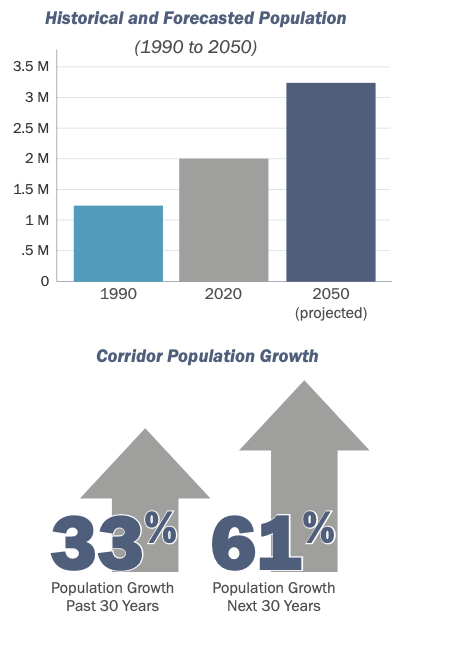 Historical and Forecasted Population
(1990 to 2050)
3.5 M
3 M
2.5 M
2 M
1.5 M
1 M
.5 M
0
1990 2020 2050
(projected)
Corridor Population Growth
33% 61%
Population Growth Population Growth
Past 30 Years Next 30 Years